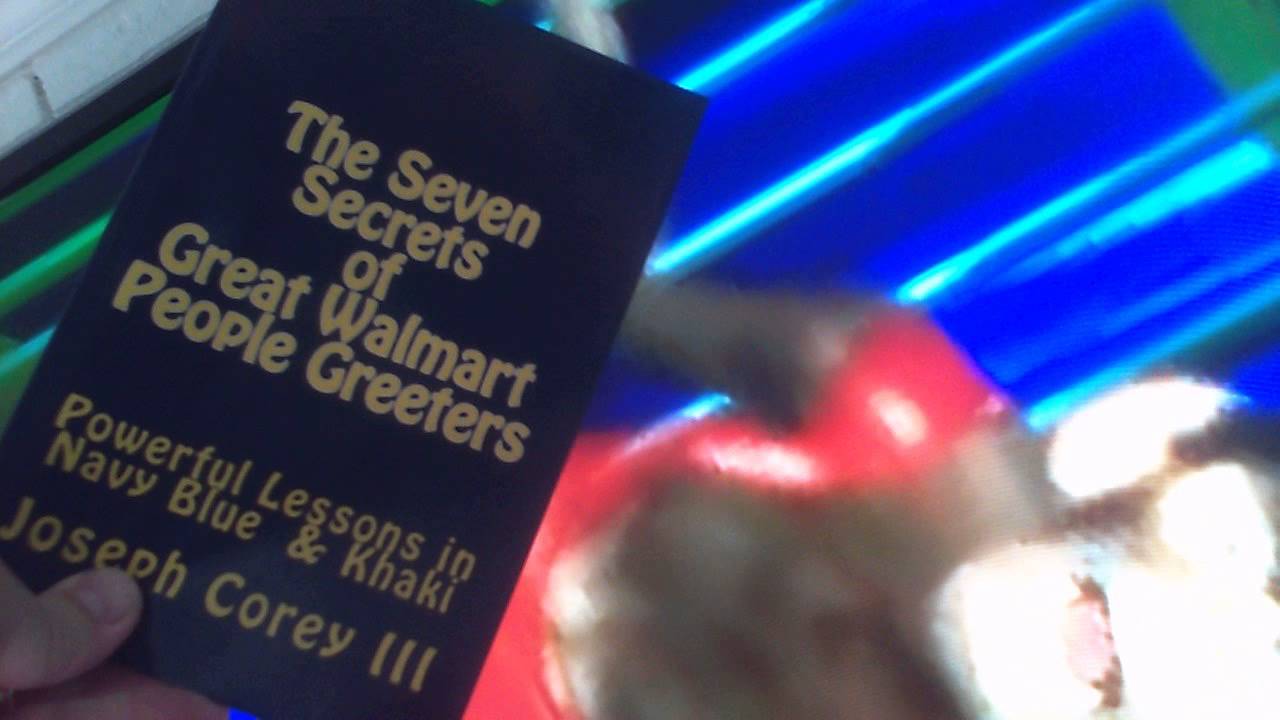 The Seven
Secrets
of
Great Walmart
People Greeters
Powerful Lessons in
Navy Blue & Khaki
Joseph Corey III